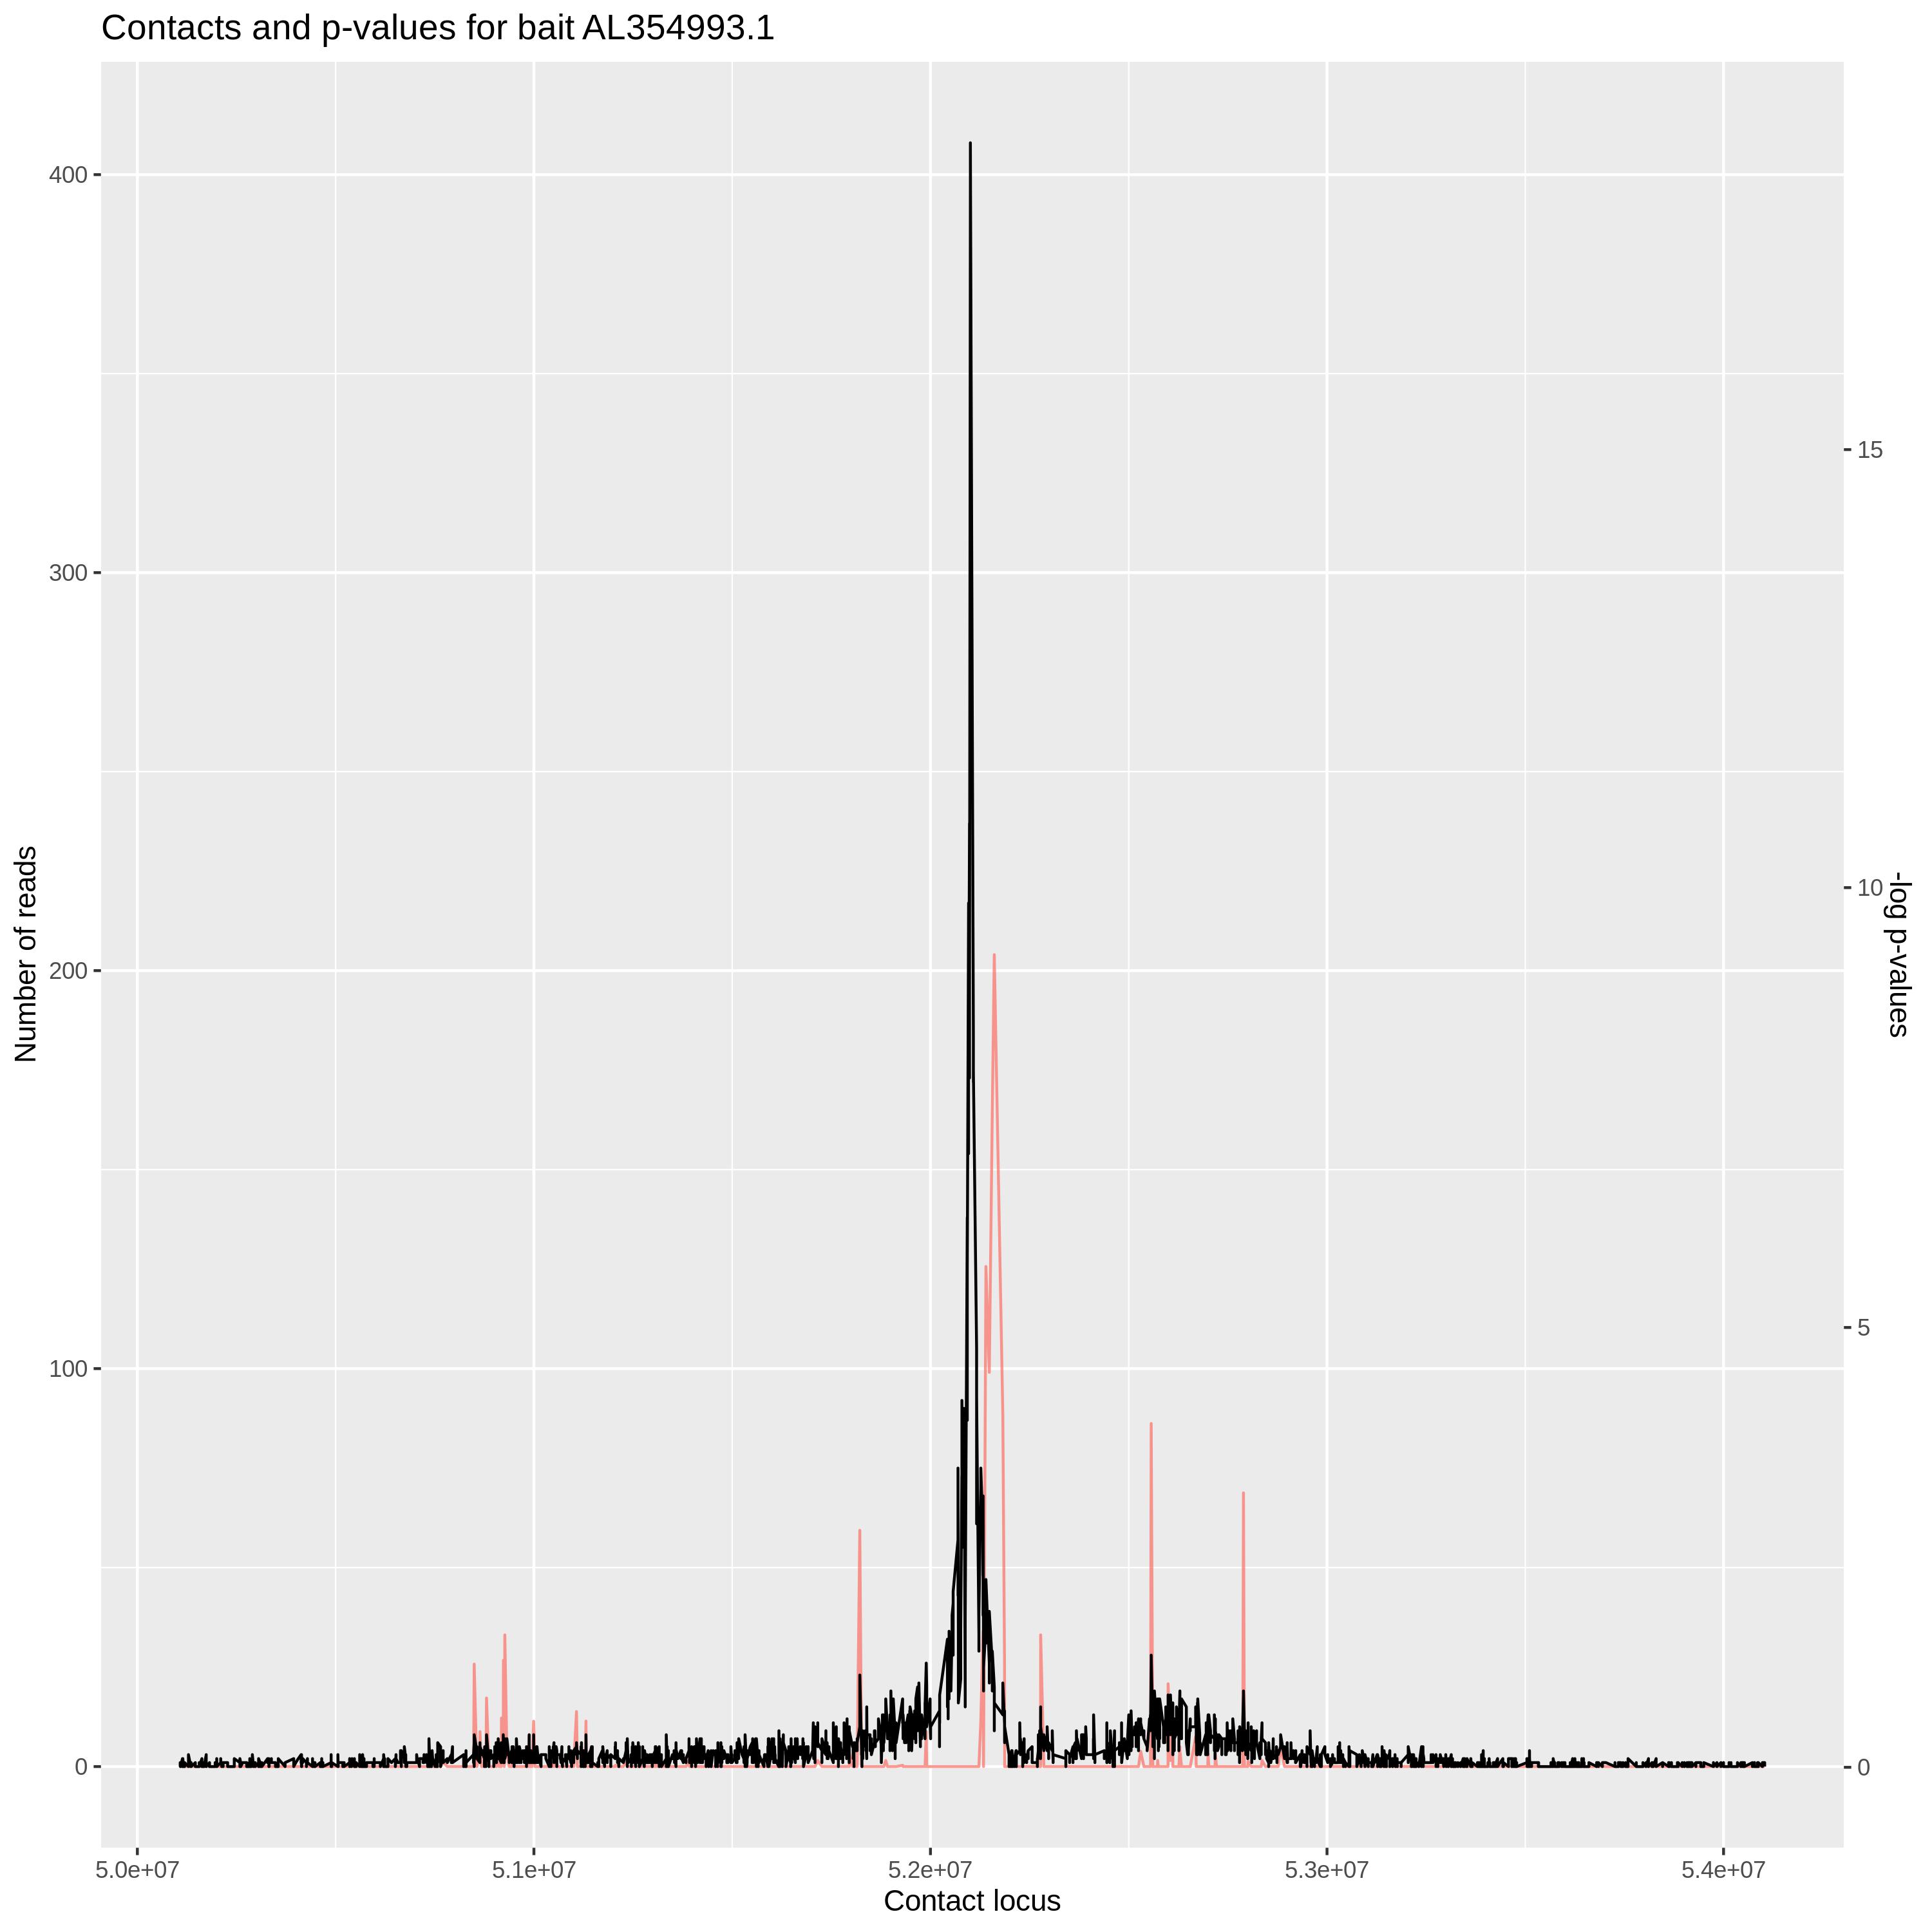 Contacts and p-values for bait AL354993.1
400
300
200
100
0
Number of reads
15
10
5
0
-log p-values
5.0e+07
5.1e+07
5.2e+07
5.3e+07
5.4e+07
Contact locus